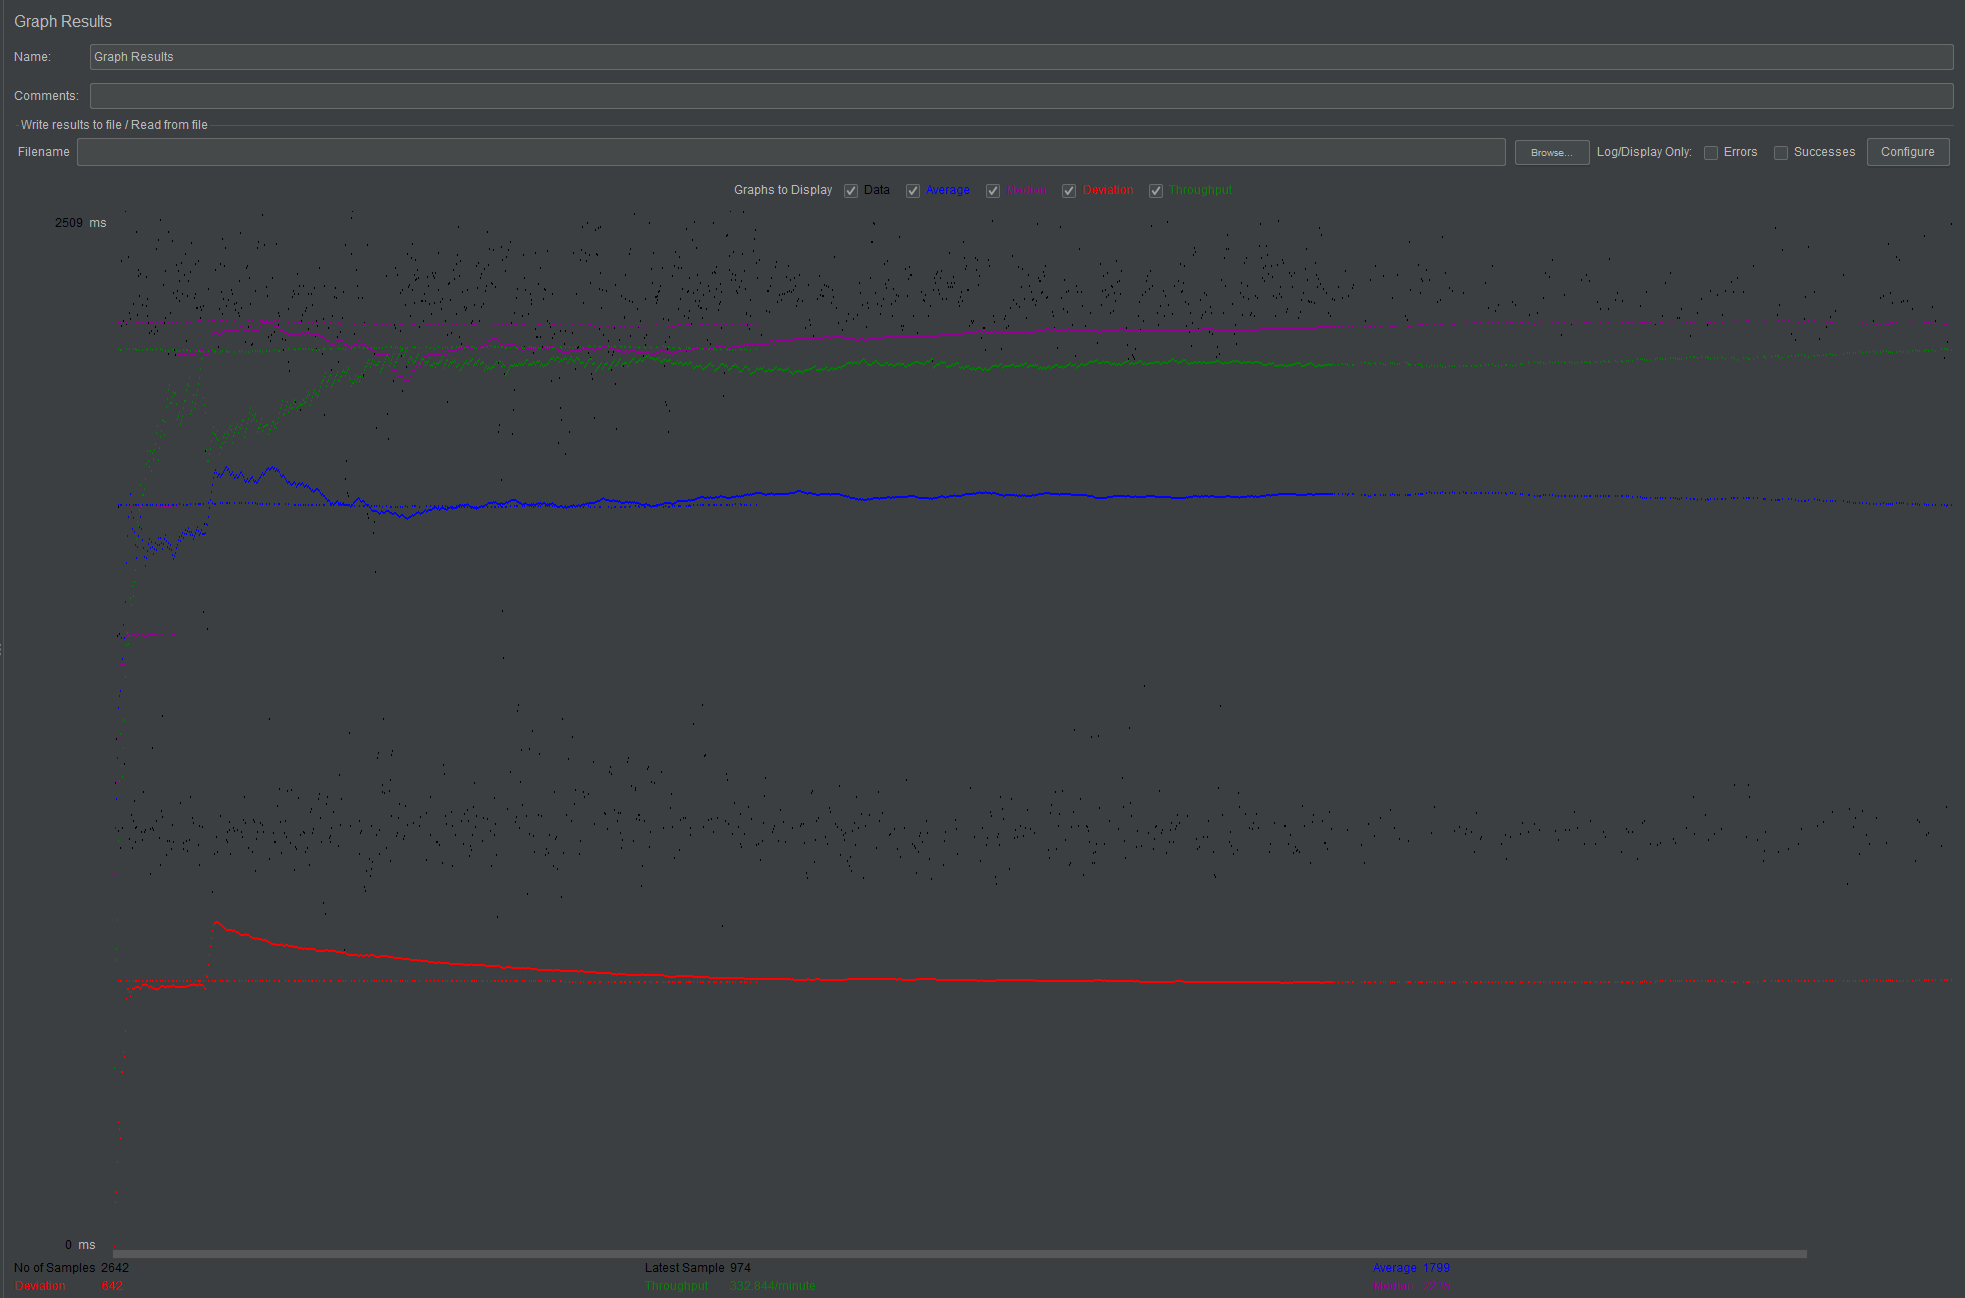 Graph Results
Name: Graph Results
Comments:
Write results to file / Read from file
Filename Browse... Log/Display Only: Errors Successes Configure
Graphs to Display Data Average Median Deviation Throughput
2509 ms
0 ms
No of Samples 2642 Latest Sample 974 Average 1799
Deviation 642 Throughput 332.844/minute Median